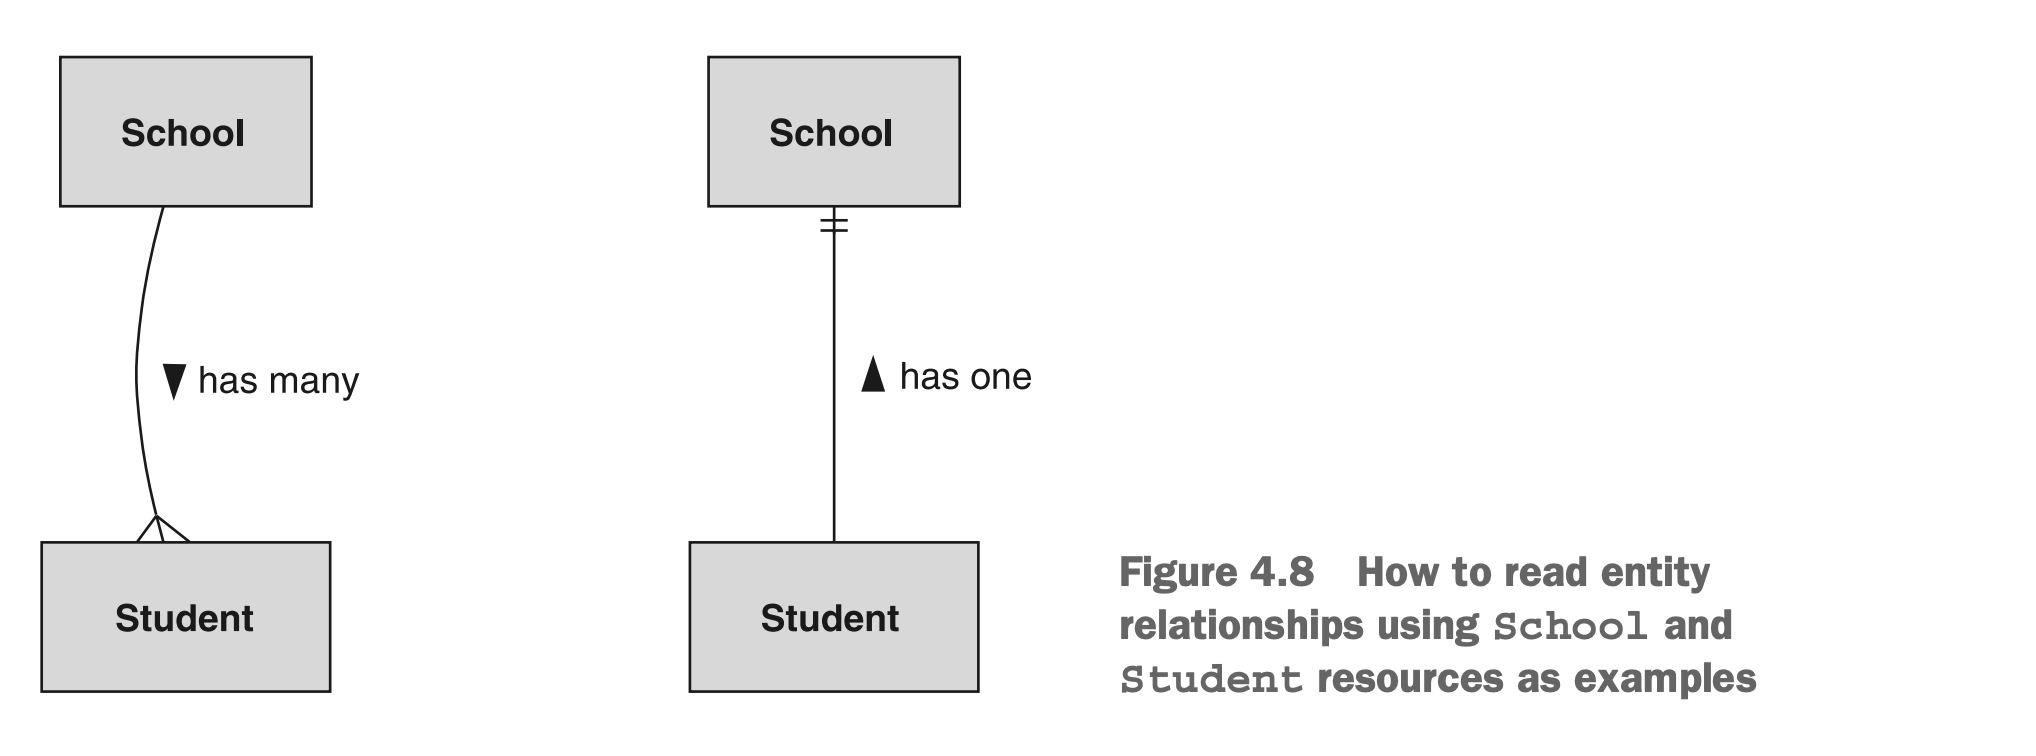 School
has many
Student
School
has one
Student
Figure 4.8 How to read entity
relationships using School and
Student resources as examples